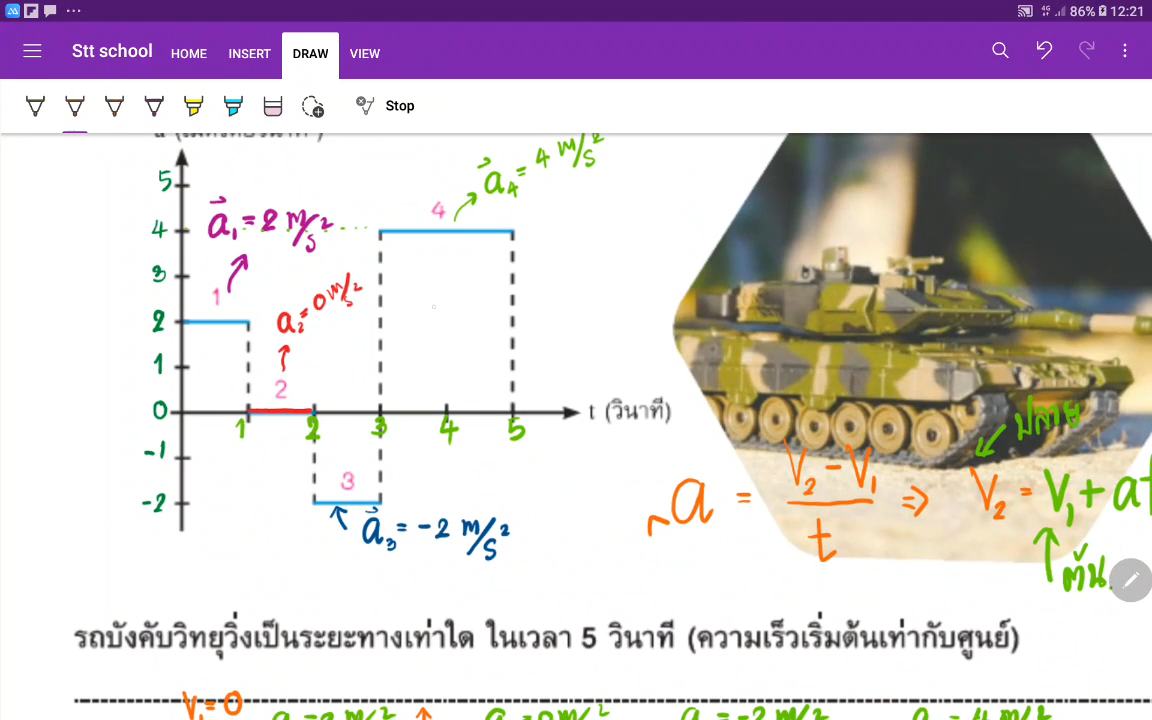 12:21
86%
4G
Stt school HOME INSERT DRAW VIEW
Stop
5
4
3
2
1
0
-1
-2
1 2 3 4 5
t (วินาที)
a₁ = 2 m/s²
1
a₂ = 0 m/s²
2
3
a₃ = -2 m/s²
4
a₄ = 4 m/s²
a = (V₂ - V₁)/t ⇒ V₂ = V₁ + at
ปลาย
ต้น
รถบังคับวิทยุวิ่งเป็นระยะทางเท่าใด ในเวลา 5 วินาที (ความเร็วเริ่มต้นเท่ากับศูนย์)
V₁ = 0